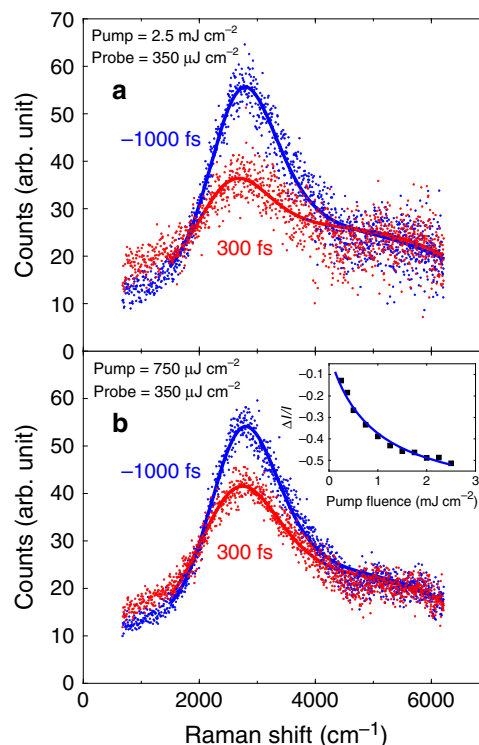 Pump = 2.5 mJ cm−2
Probe = 350 μJ cm−2
a
−1000 fs
300 fs
Counts (arb. unit)
70
60
50
40
30
20
10
0
Pump = 750 μJ cm−2
Probe = 350 μJ cm−2
b
−1000 fs
300 fs
Counts (arb. unit)
60
50
40
30
20
10
0
ΔI/I
−0.1
−0.2
−0.3
−0.4
−0.5
0 1 2 3
Pump fluence (mJ cm−2)
0 2000 4000 6000
Raman shift (cm−1)